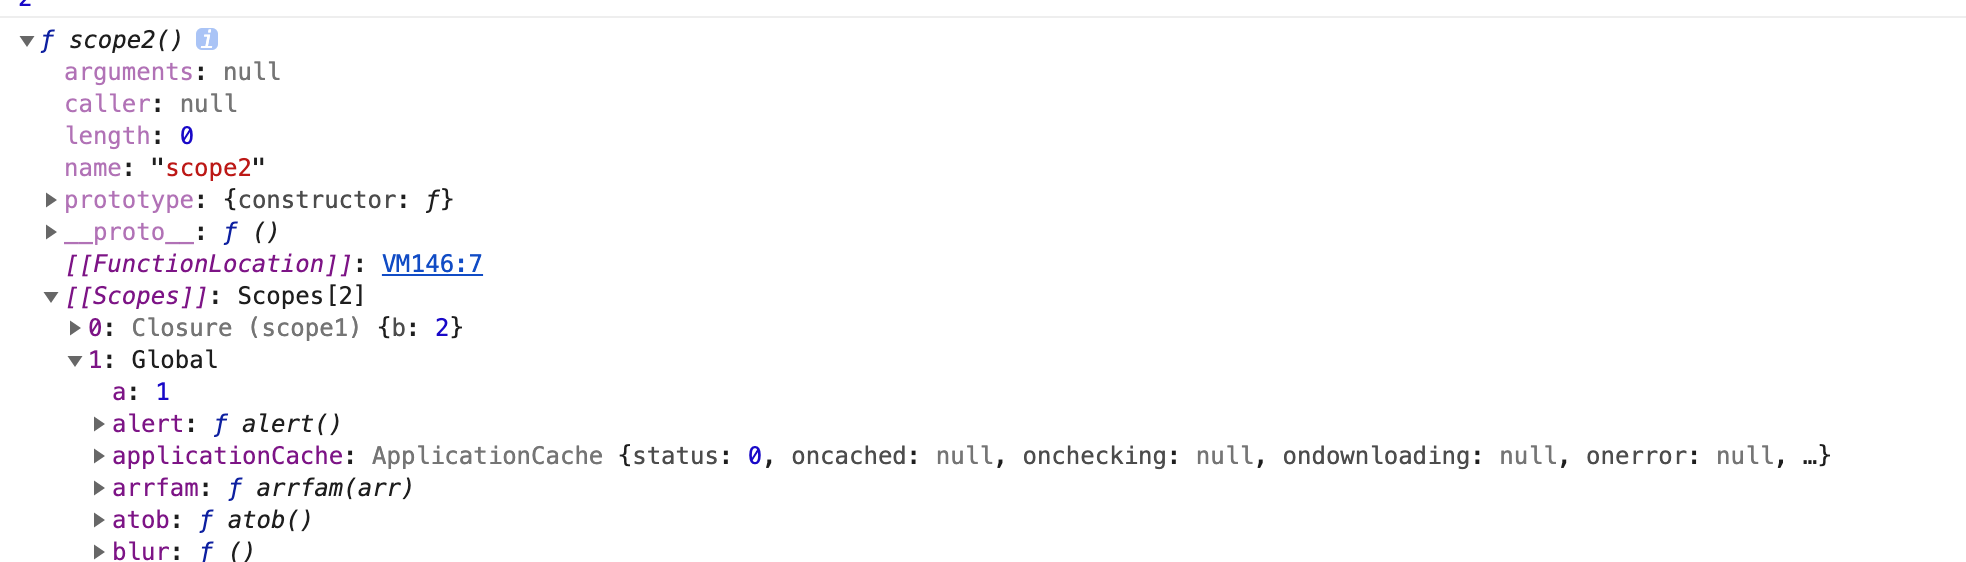 2
▼ƒ scope2() i
arguments: null
caller: null
length: 0
name: "scope2"
▶prototype: {constructor: ƒ}
▶__proto__: ƒ ()
[[FunctionLocation]]: VM146:7
▼[[Scopes]]: Scopes[2]
▶0: Closure (scope1) {b: 2}
▼1: Global
a: 1
▶alert: ƒ alert()
▶applicationCache: ApplicationCache {status: 0, oncached: null, onchecking: null, ondownloading: null, onerror: null, …}
▶arrfam: ƒ arrfam(arr)
▶atob: ƒ atob()
▶blur: ƒ ()